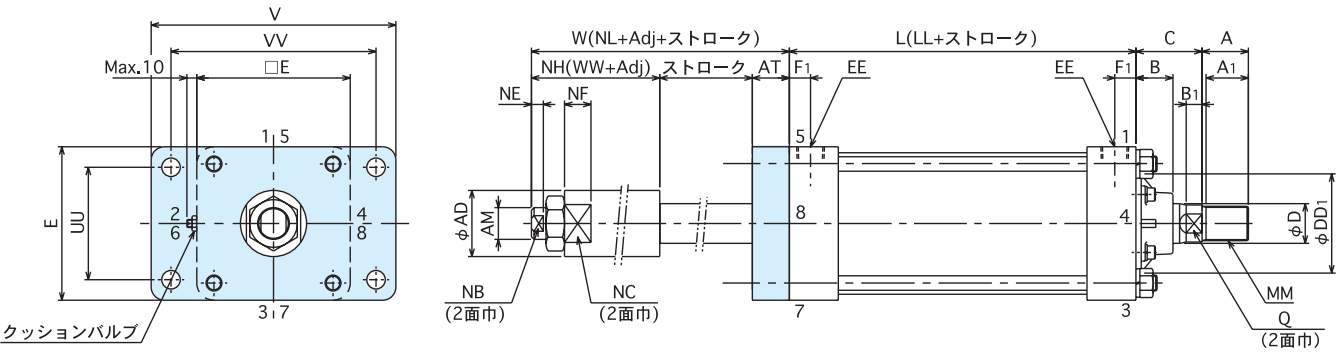 V
VV
Max.10
□E
1 5
2
6
4
8
3 7
E
UU
クッションバルブ
W(NL+Adj+ストローク)
L(LL+ストローク)
C
A
NH(WW+Adj)
ストローク
AT
F1
EE
EE
F1
B
A1
NE
NF
B1
5
1
φAD
AM
8
4
φD
φDD1
NB
(2面巾)
NC
(2面巾)
7
3
MM
Q
(2面巾)